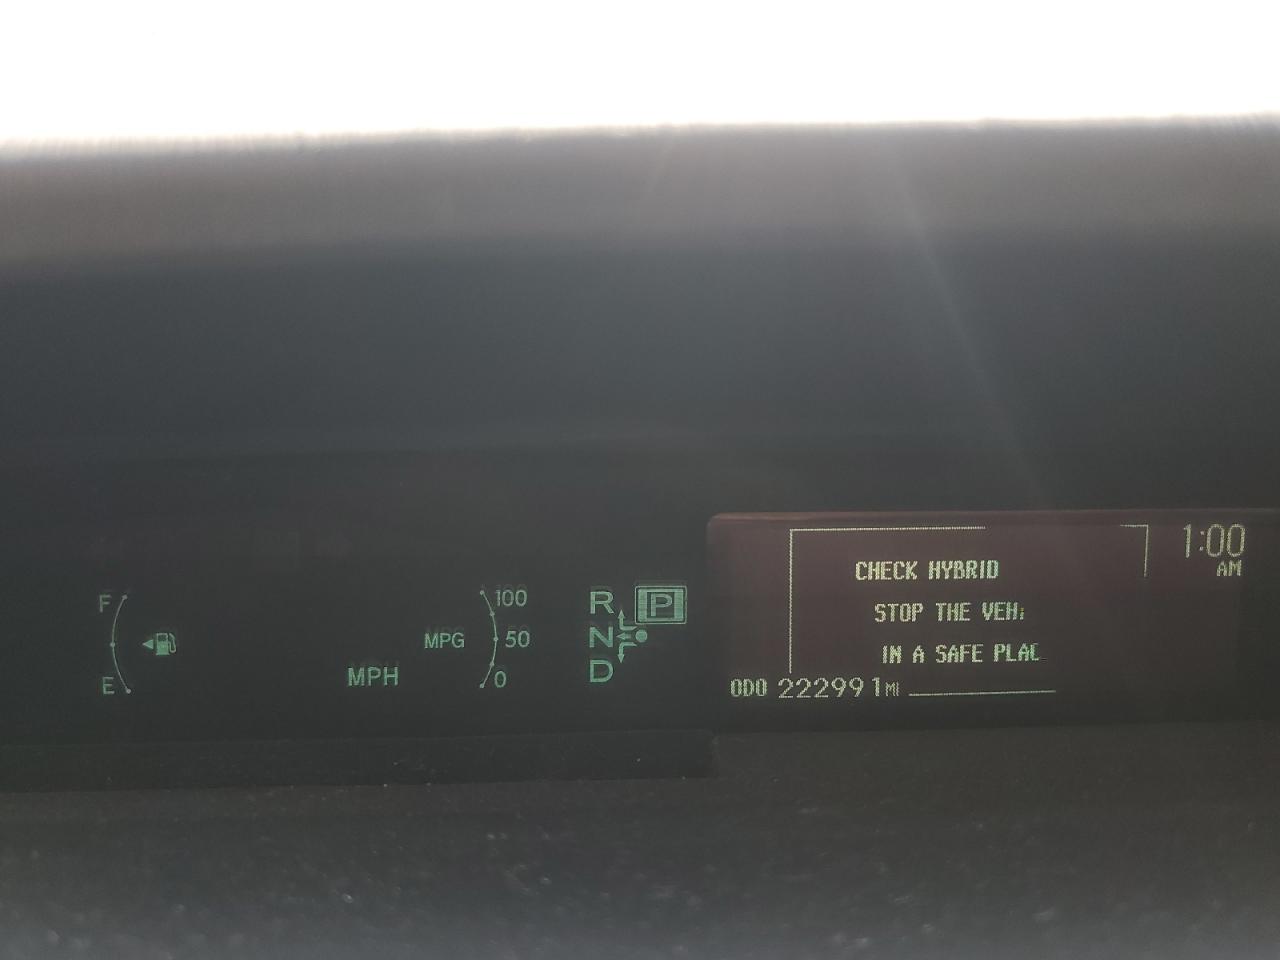 F
E
MPH
MPG
100
50
0
R
N
D
P
CHECK HYBRID
STOP THE VEH
IN A SAFE PLAC
1:00
AM
ODO 222991 MI